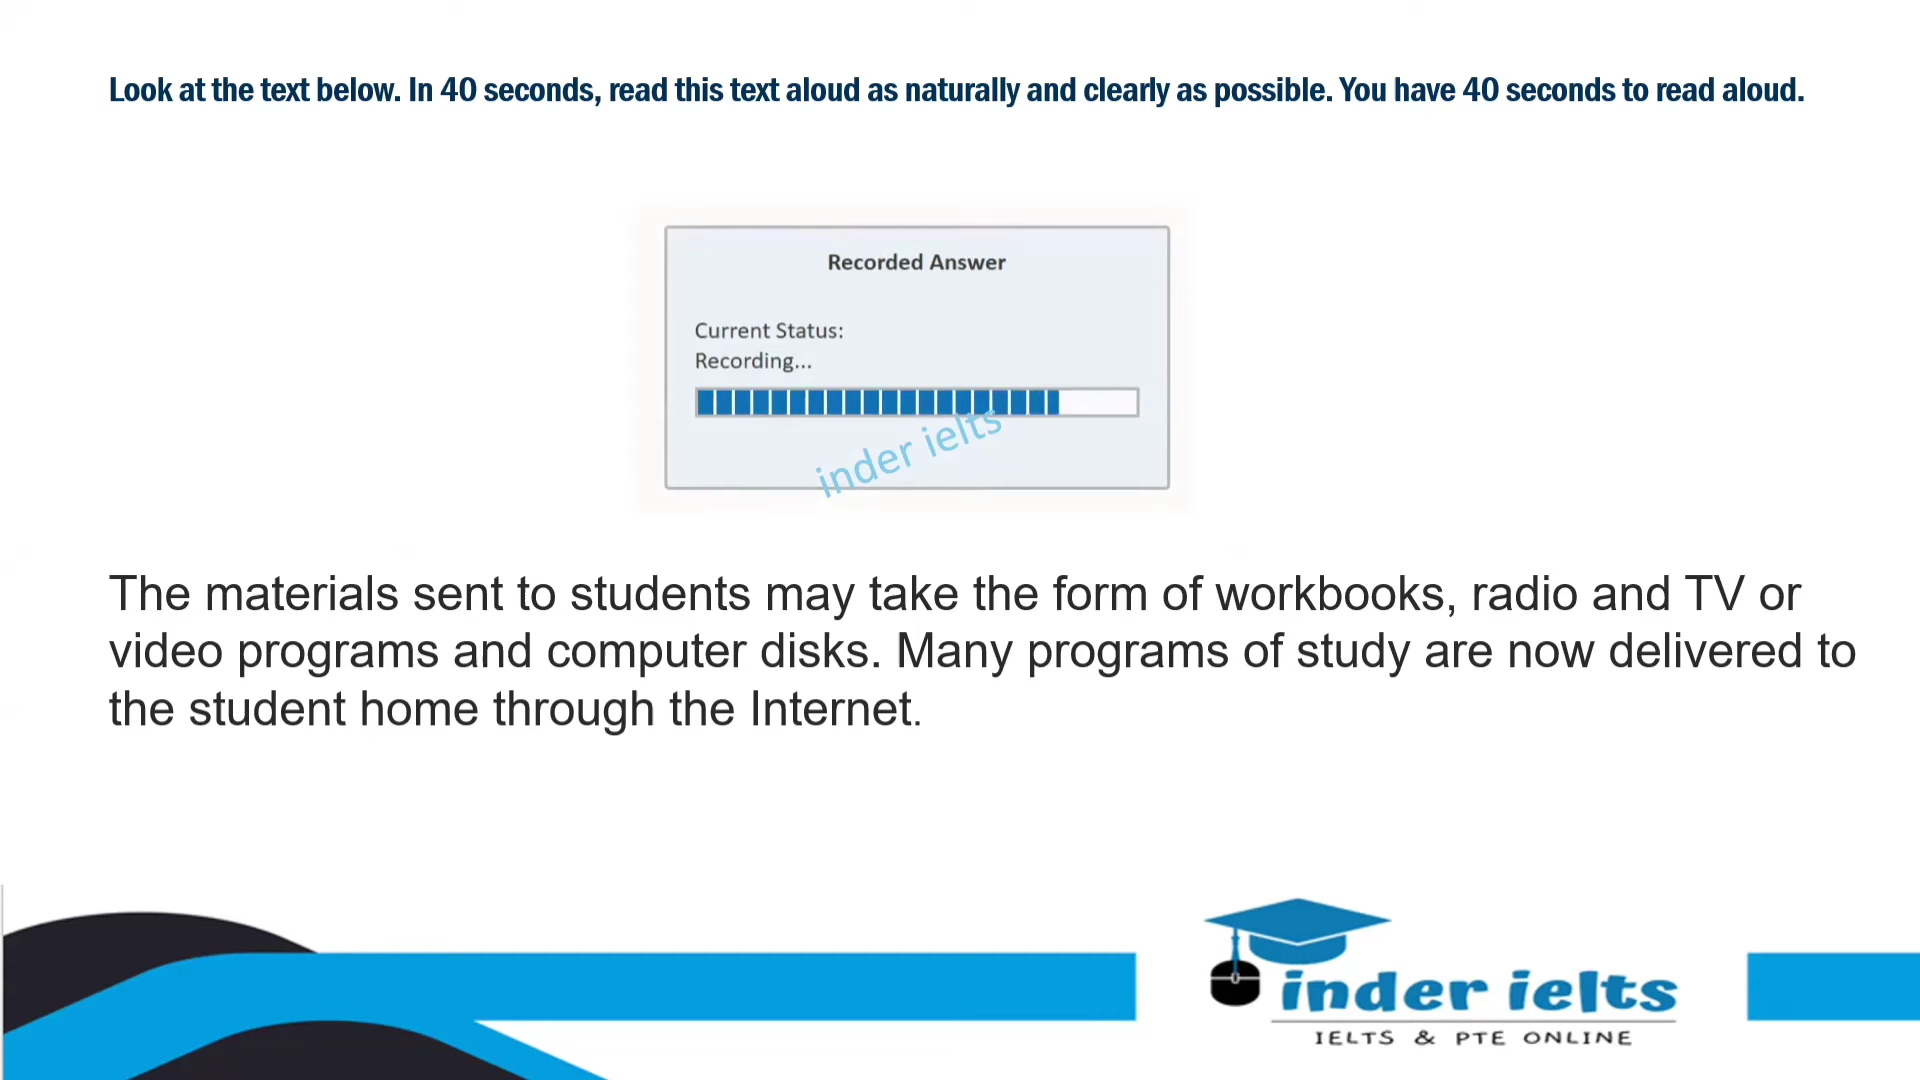 Look at the text below. In 40 seconds, read this text aloud as naturally and clearly as possible. You have 40 seconds to read aloud.
Recorded Answer
Current Status:
Recording...
inder ielts
The materials sent to students may take the form of workbooks, radio and TV or
video programs and computer disks. Many programs of study are now delivered to
the student home through the Internet.
inder ielts
IELTS & PTE ONLINE